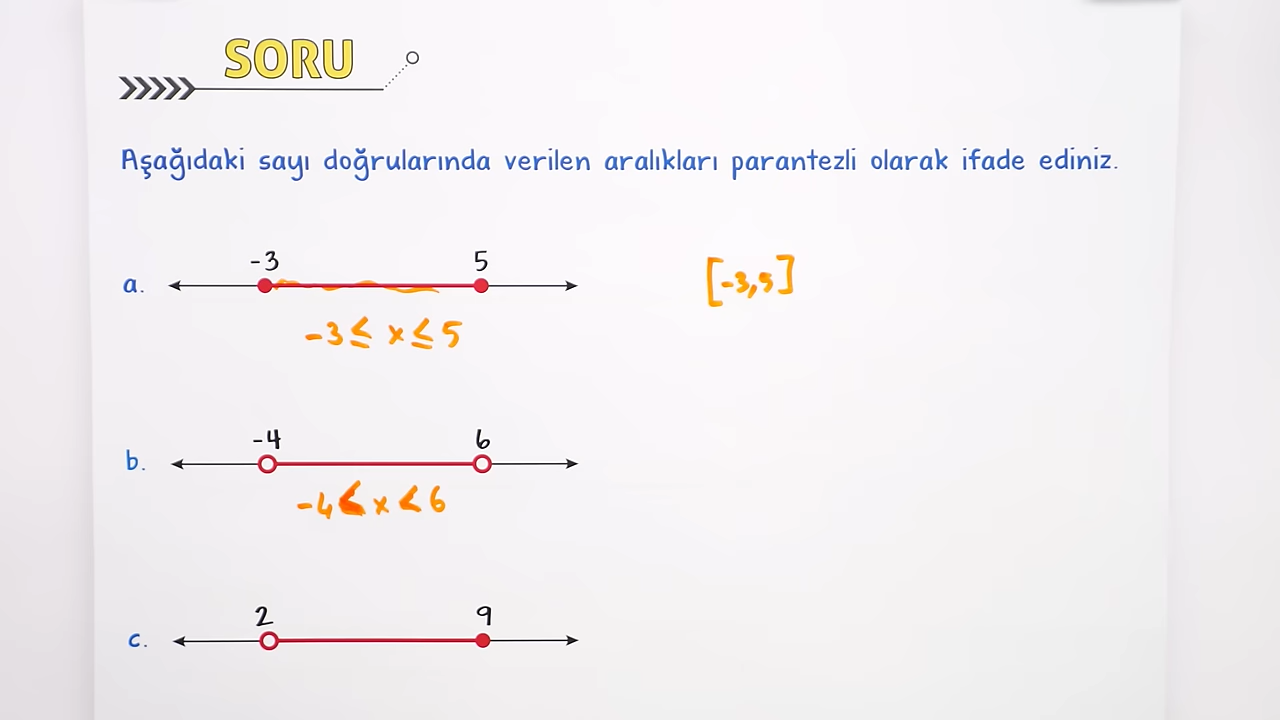 SORU
Aşağıdaki sayı doğrularında verilen aralıkları parantezli olarak ifade ediniz.
a. -3 5 [-3,5]
-3 ≤ x ≤ 5
b. -4 6
-4 < x < 6
c. 2 9